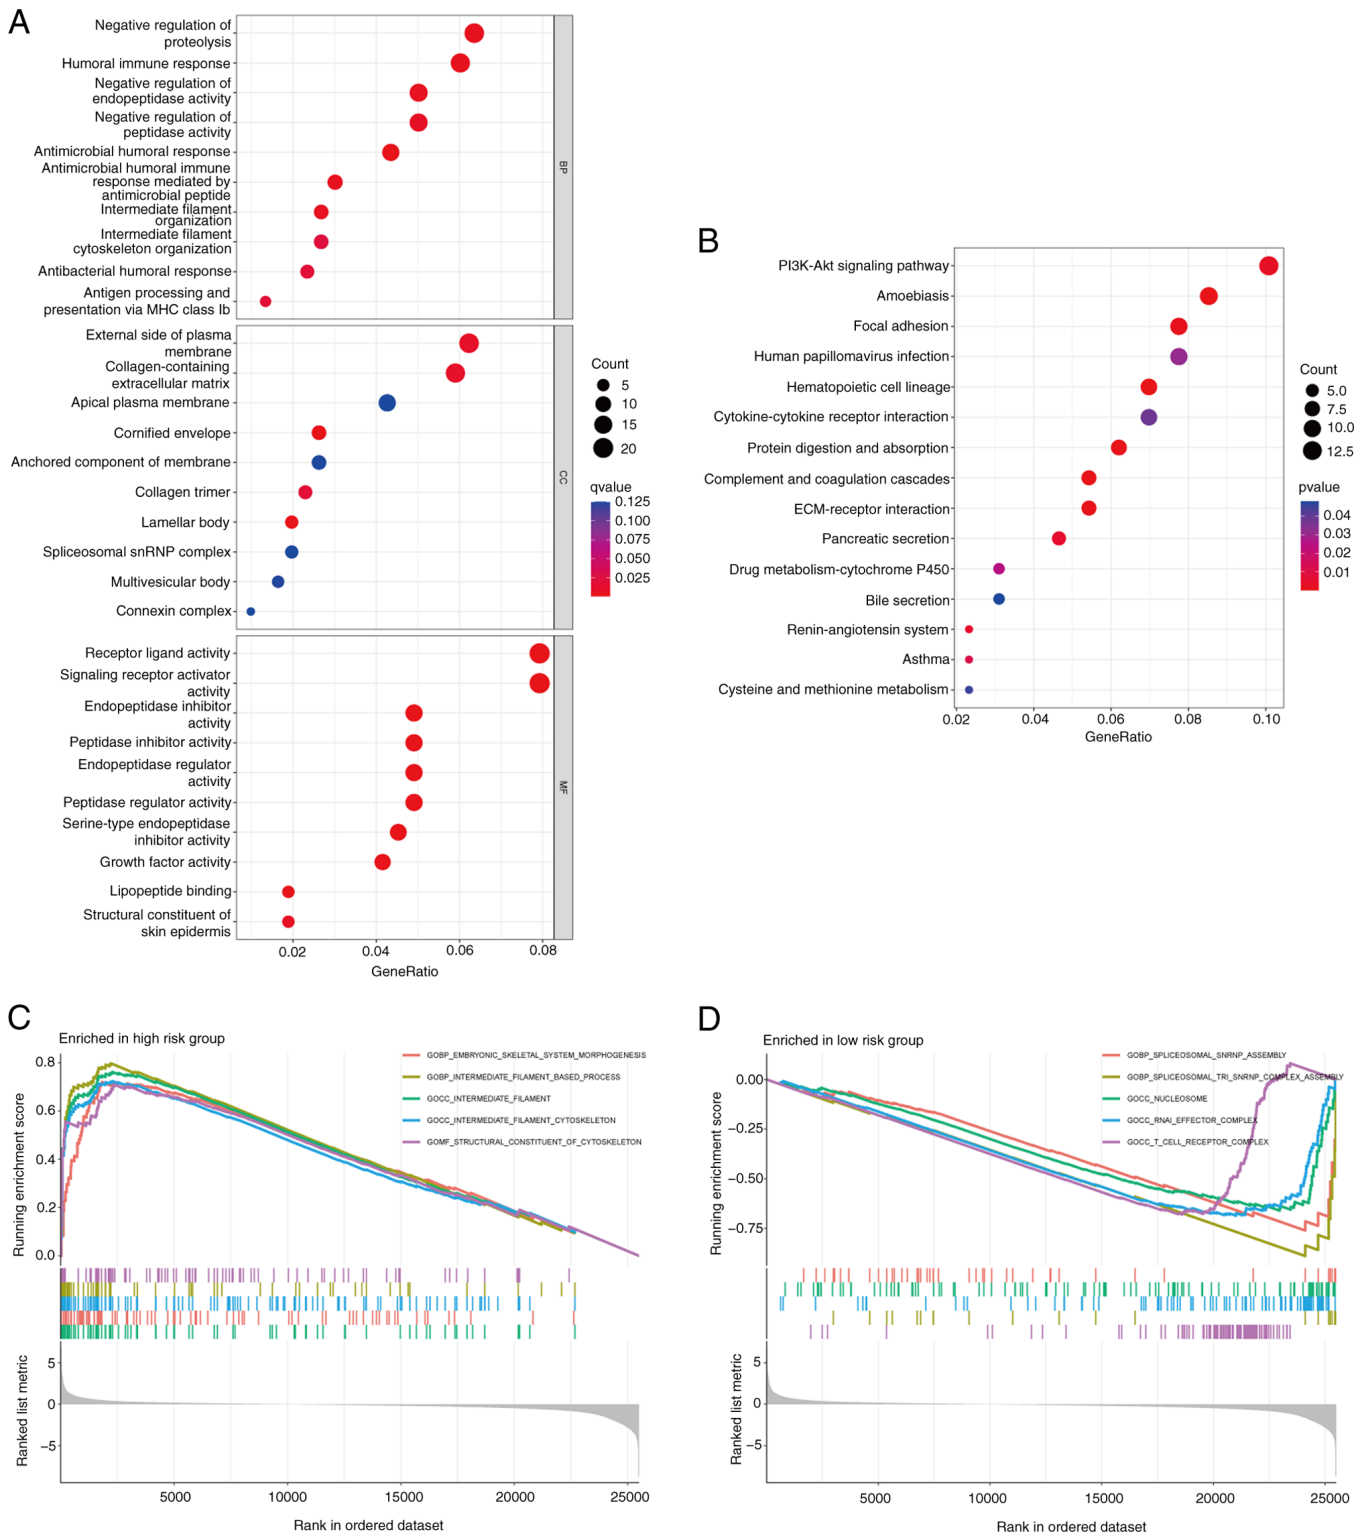 A
Negative regulation of
proteolysis
Humoral immune response
Negative regulation of
endopeptidase activity
Negative regulation of
peptidase activity
Antimicrobial humoral response
Antimicrobial humoral immune
response mediated by
antimicrobial peptide
Intermediate filament
organization
Intermediate filament
cytoskeleton organization
Antibacterial humoral response
Antigen processing and
presentation via MHC class Ib
BP
External side of plasma
membrane
Collagen-containing
extracellular matrix
Apical plasma membrane
Cornified envelope
Anchored component of membrane
Collagen trimer
Lamellar body
Spliceosomal snRNP complex
Multivesicular body
Connexin complex
CC
Receptor ligand activity
Signaling receptor activator
activity
Endopeptidase inhibitor
activity
Peptidase inhibitor activity
Endopeptidase regulator
activity
Peptidase regulator activity
Serine-type endopeptidase
inhibitor activity
Growth factor activity
Lipopeptide binding
Structural constituent of
skin epidermis
MF
0.02 0.04 0.06 0.08
GeneRatio
Count
5
10
15
20
qvalue
0.125
0.100
0.075
0.050
0.025
B
PI3K-Akt signaling pathway
Amoebiasis
Focal adhesion
Human papillomavirus infection
Hematopoietic cell lineage
Cytokine-cytokine receptor interaction
Protein digestion and absorption
Complement and coagulation cascades
ECM-receptor interaction
Pancreatic secretion
Drug metabolism-cytochrome P450
Bile secretion
Renin-angiotensin system
Asthma
Cysteine and methionine metabolism
0.02 0.04 0.06 0.08 0.10
GeneRatio
Count
5.0
7.5
10.0
12.5
pvalue
0.04
0.03
0.02
0.01
C
Enriched in high risk group
GOBP_EMBRYONIC_SKELETAL_SYSTEM_MORPHOGENESIS
GOBP_INTERMEDIATE_FILAMENT_BASED_PROCESS
GOCC_INTERMEDIATE_FILAMENT
GOCC_INTERMEDIATE_FILAMENT_CYTOSKELETON
GOMF_STRUCTURAL_CONSTITUENT_OF_CYTOSKELETON
Running enrichment score
0.8
0.6
0.4
0.2
0.0
Ranked list metric
5
0
−5
5000 10000 15000 20000 25000
Rank in ordered dataset
D
Enriched in low risk group
GOBP_SPLICEOSOMAL_SNRNP_ASSEMBLY
GOBP_SPLICEOSOMAL_TRI_SNRNP_COMPLEX_ASSEMBLY
GOCC_NUCLEOSOME
GOCC_RNAI_EFFECTOR_COMPLEX
GOCC_T_CELL_RECEPTOR_COMPLEX
Running enrichment score
0.00
−0.25
−0.50
−0.75
Ranked list metric
5
0
−5
5000 10000 15000 20000 25000
Rank in ordered dataset